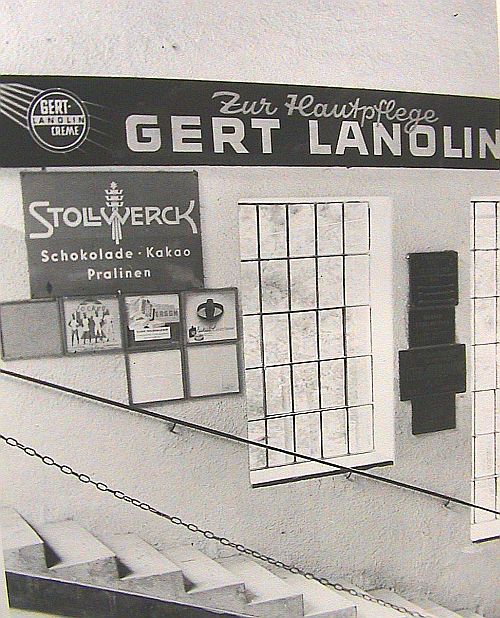 GERT-
LANOLIN
CREME
Zur Hautpflege
GERT LANOLIN
STOLLWERCK
Schokolade · Kakao
Pralinen